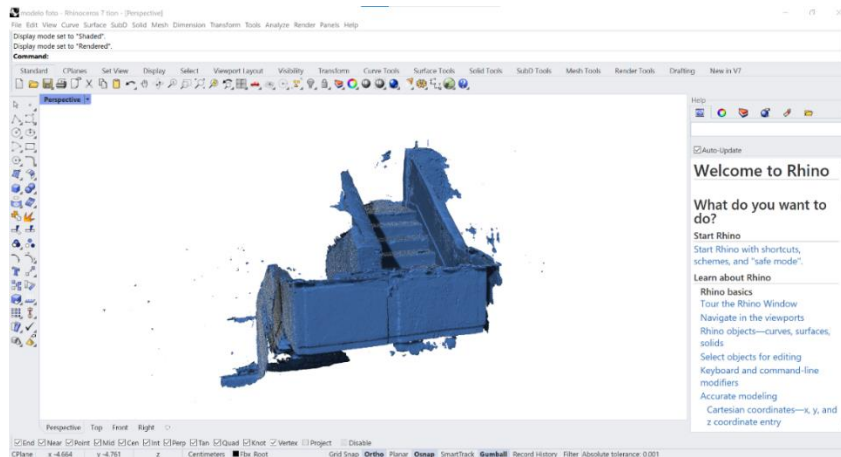 modelo foto - Rhinoceros 7 - [Perspective]
File Edit View Curve Surface SubD Solid Mesh Dimension Transform Tools Analyze Render Panels Help
Display mode set to "Shaded".
Display mode set to "Rendered".
Command:
Standard CPlanes Set View Display Select Viewport Layout Visibility Transform Curve Tools Surface Tools Solid Tools SubD Tools Mesh Tools Render Tools Drafting New in V7
Perspective
Help
Auto-Update
Welcome to Rhino
What do you want to
do?
Start Rhino
Start Rhino with shortcuts,
schemes, and "safe mode".
Learn about Rhino
Rhino basics
Tour the Rhino Window
Navigate in the viewports
Rhino objects—curves, surfaces,
solids
Select objects for editing
Keyboard and command-line
modifiers
Accurate modeling
Cartesian coordinates—x, y, and
z coordinate entry
Perspective Top Front Right
End Near Point Mid Cen Int Perp Tan Quad Knot Vertex Project Disable
CPlane x -4.664 y -4.761 z Centimeters Fbx_Root Grid Snap Ortho Planar Osnap SmartTrack Gumball Record History Filter Absolute tolerance: 0.001